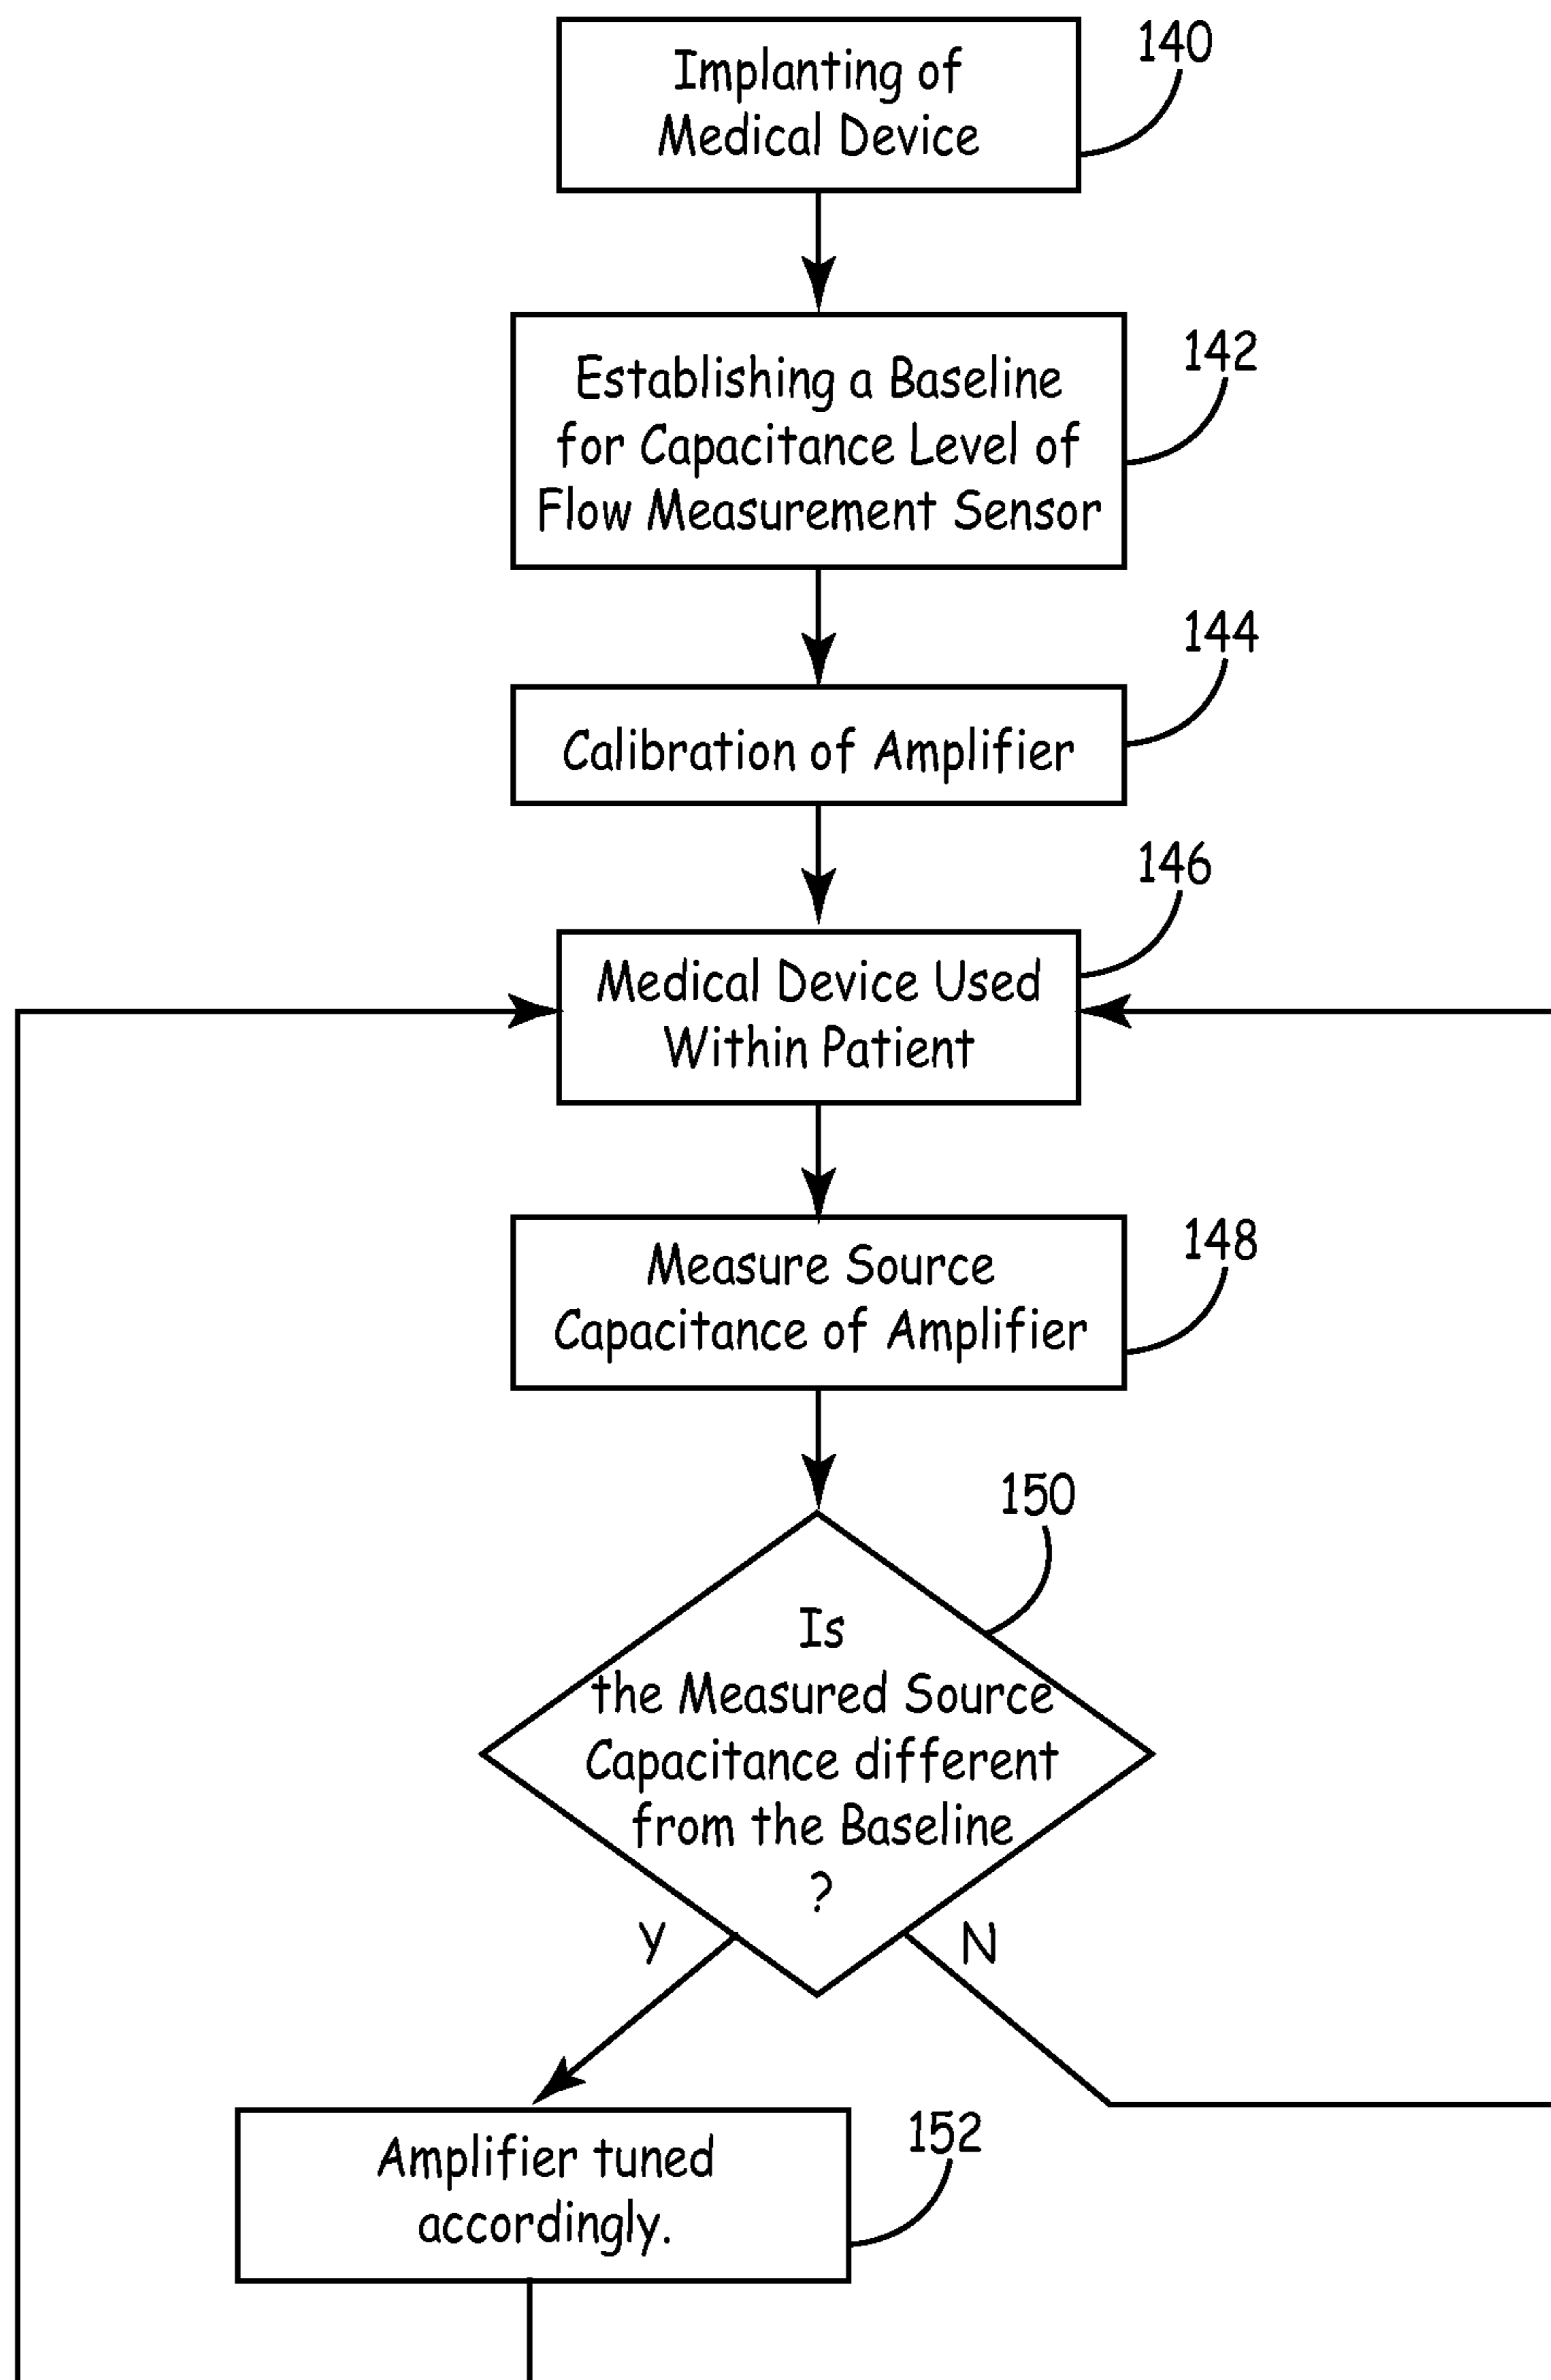 Implanting of
Medical Device
140
Establishing a Baseline
for Capacitance Level of
Flow Measurement Sensor
142
Calibration of Amplifier
144
Medical Device Used
Within Patient
146
Measure Source
Capacitance of Amplifier
148
Is
the Measured Source
Capacitance different
from the Baseline
?
150
Y
N
Amplifier tuned
accordingly.
152